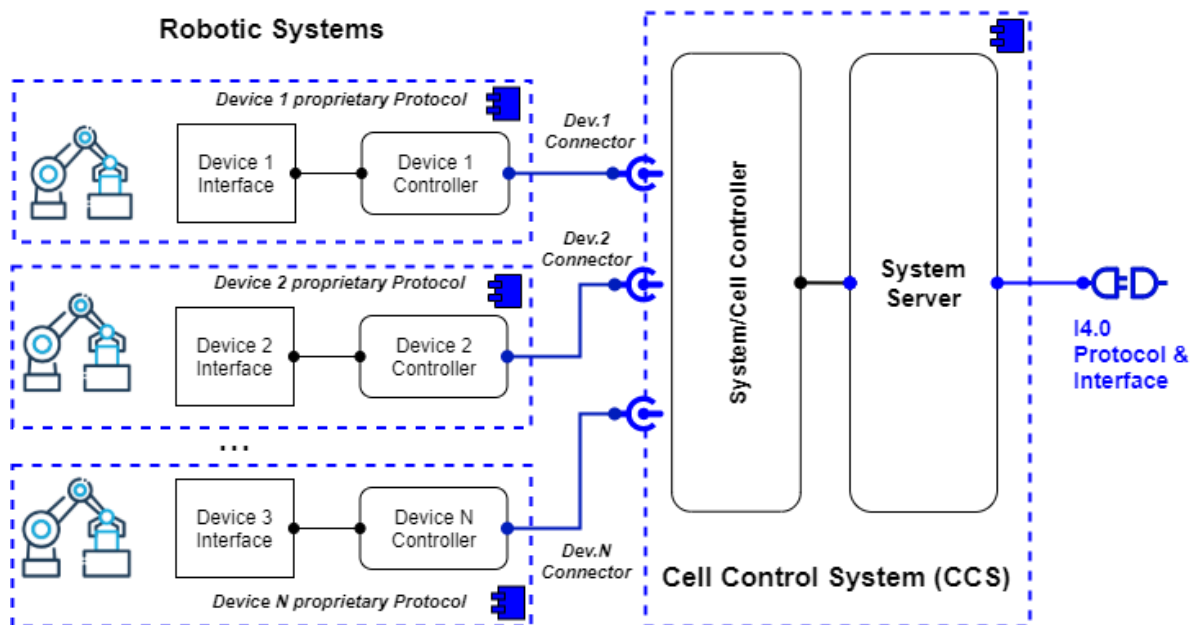 Robotic Systems
Device 1 proprietary Protocol
Device 1
Interface
Device 1
Controller
Dev.1
Connector
Device 2 proprietary Protocol
Device 2
Interface
Device 2
Controller
Dev.2
Connector
...
Device 3
Interface
Device N
Controller
Dev.N
Connector
Device N proprietary Protocol
System/Cell Controller
System
Server
Cell Control System (CCS)
I4.0
Protocol &
Interface